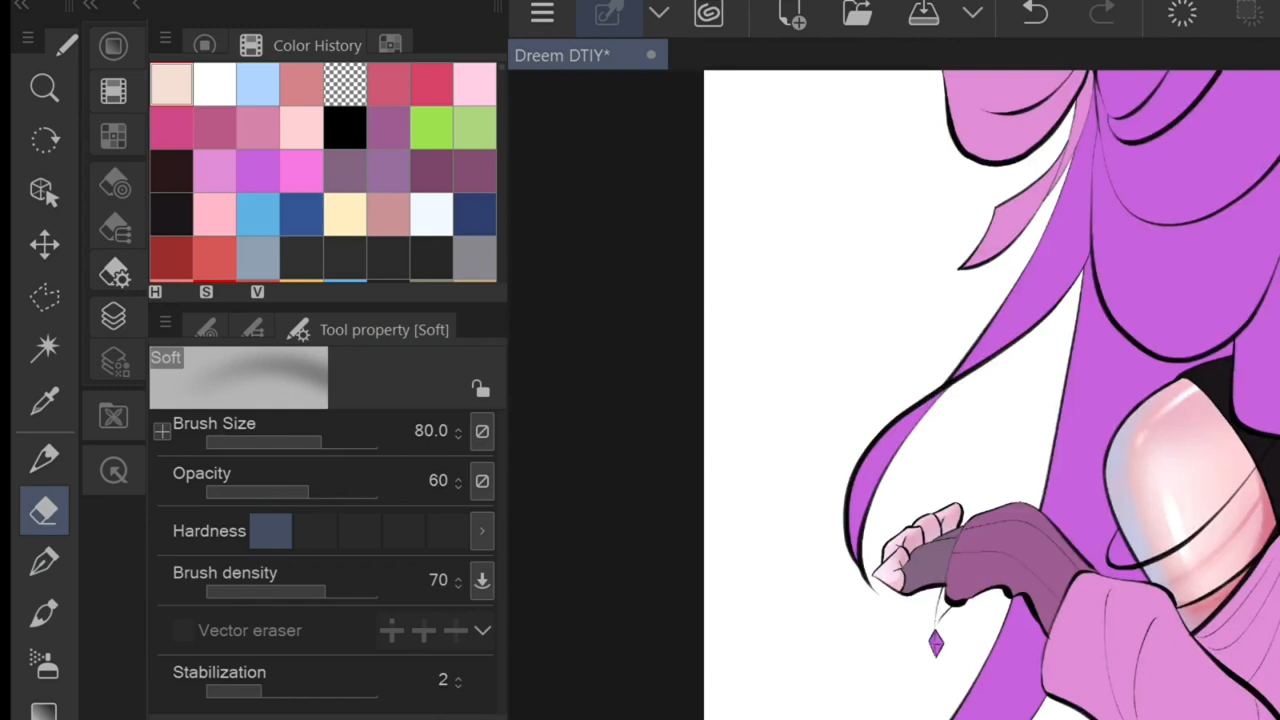 Color History
Dreem DTIY*
H S V
Tool property [Soft]
Soft
Brush Size 80.0
Opacity 60
Hardness
Brush density 70
Vector eraser
Stabilization 2